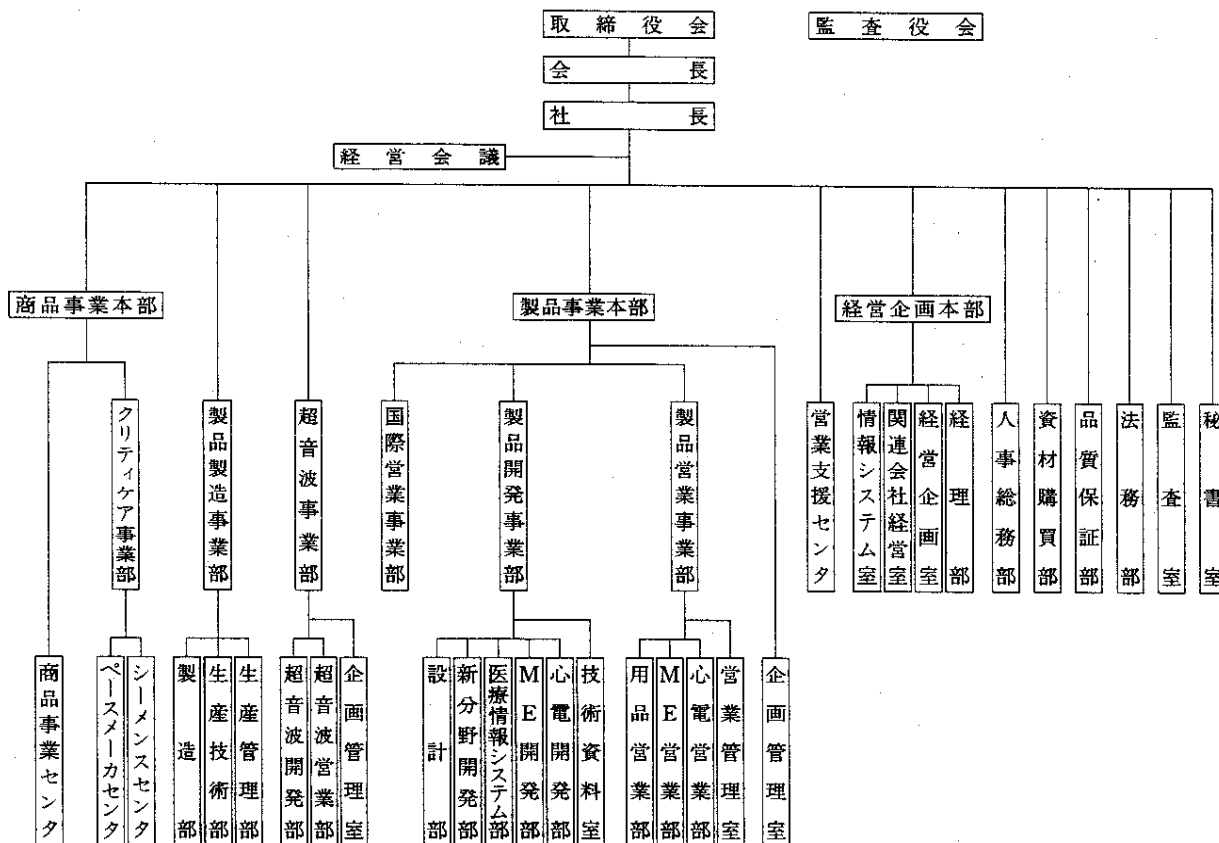 取締役会
監査役会
会長
社長
経営会議
商品事業本部
製品事業本部
経営企画本部
クリティケア事業部
製品製造事業部
超音波事業部
国際営業事業部
製品開発事業部
製品営業事業部
営業支援センタ
情報システム室
関連会社経営室
経営企画室
経理部
人事総務部
資材購買部
品質保証部
法務部
監査室
秘書室
商品事業センタ
ペースメーカセンタ
シーメンスセンタ
製造部
生産技術部
生産管理部
超音波開発部
超音波営業部
企画管理室
設計部
新分野開発部
医療情報システム部
ME開発部
心電開発部
技術資料室
用品営業部
ME営業部
心電営業部
営業管理室
企画管理室